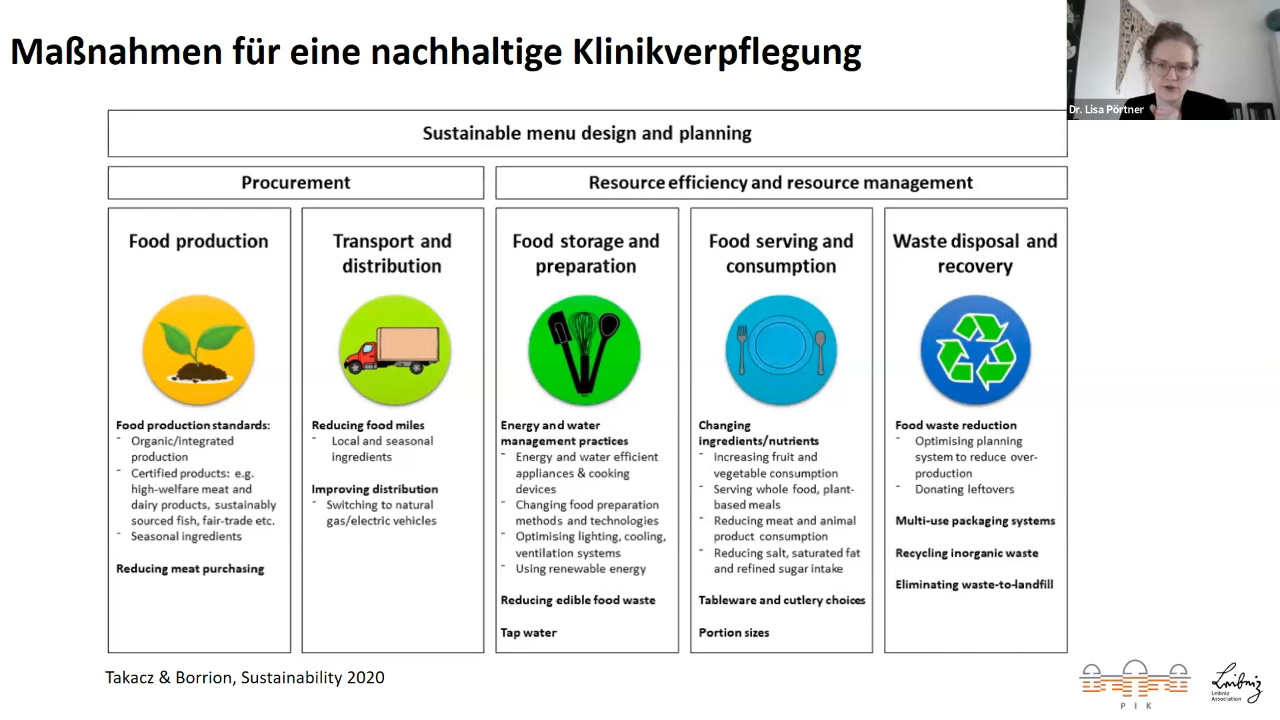 Maßnahmen für eine nachhaltige Klinikverpflegung
Dr. Lisa Pörtner
Sustainable menu design and planning
Procurement
Resource efficiency and resource management
Food production
Food production standards:
- Organic/integrated
production
- Certified products: e.g.
high-welfare meat and
dairy products, sustainably
sourced fish, fair-trade etc.
- Seasonal ingredients
Reducing meat purchasing
Transport and
distribution
Reducing food miles
- Local and seasonal
ingredients
Improving distribution
- Switching to natural
gas/electric vehicles
Food storage and
preparation
Energy and water
management practices
- Energy and water efficient
appliances & cooking
devices
- Changing food preparation
methods and technologies
- Optimising lighting, cooling,
ventilation systems
- Using renewable energy
Reducing edible food waste
Tap water
Food serving and
consumption
Changing
ingredients/nutrients
- Increasing fruit and
vegetable consumption
- Serving whole food, plant-
based meals
- Reducing meat and animal
product consumption
- Reducing salt, saturated fat
and refined sugar intake
Tableware and cutlery choices
Portion sizes
Waste disposal and
recovery
Food waste reduction
- Optimising planning
system to reduce over-
production
- Donating leftovers
Multi-use packaging systems
Recycling inorganic waste
Eliminating waste-to-landfill
Takacz & Borrion, Sustainability 2020
P I K
Leibniz
Leibniz
Association